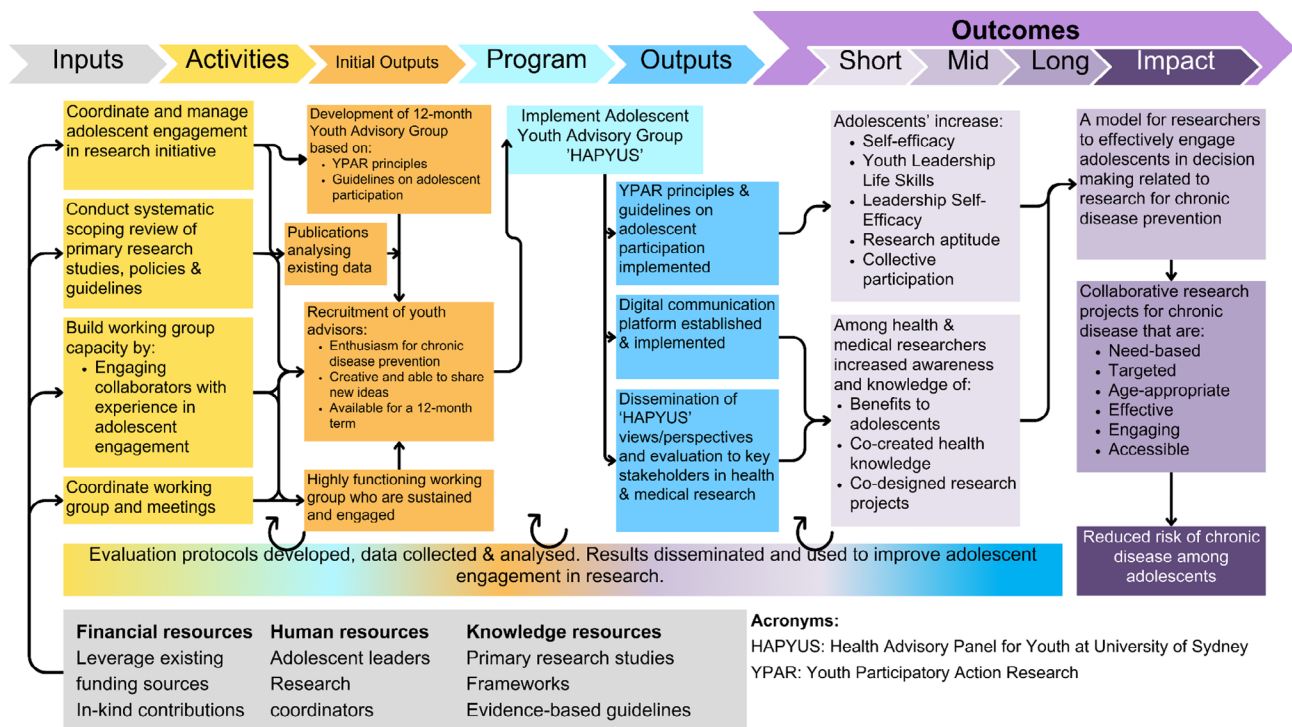 Outcomes
Inputs
Activities
Initial Outputs
Program
Outputs
Short
Mid
Long
Impact
Coordinate and manage
adolescent engagement
in research initiative
Conduct systematic
scoping review of
primary research
studies, policies &
guidelines
Build working group
capacity by:
• Engaging
collaborators with
experience in
adolescent
engagement
Coordinate working
group and meetings
Development of 12-month
Youth Advisory Group
based on:
• YPAR principles
• Guidelines on adolescent
participation
Publications
analysing
existing data
Recruitment of youth
advisors:
• Enthusiasm for chronic
disease prevention
• Creative and able to share
new ideas
• Available for a 12-month
term
Highly functioning working
group who are sustained
and engaged
Implement Adolescent
Youth Advisory Group
'HAPYUS'
YPAR principles &
guidelines on
adolescent
participation
implemented
Digital communication
platform established
& implemented
Dissemination of
'HAPYUS'
views/perspectives
and evaluation to key
stakeholders in health
& medical research
Adolescents' increase:
• Self-efficacy
• Youth Leadership
Life Skills
• Leadership Self-
Efficacy
• Research aptitude
• Collective
participation
Among health &
medical researchers
increased awareness
and knowledge of:
• Benefits to
adolescents
• Co-created health
knowledge
• Co-designed research
projects
A model for researchers
to effectively engage
adolescents in decision
making related to
research for chronic
disease prevention
Collaborative research
projects for chronic
disease that are:
• Need-based
• Targeted
• Age-appropriate
• Effective
• Engaging
• Accessible
Reduced risk of chronic
disease among
adolescents
Evaluation protocols developed, data collected & analysed. Results disseminated and used to improve adolescent
engagement in research.
Financial resources
Leverage existing
funding sources
In-kind contributions
Human resources
Adolescent leaders
Research
coordinators
Knowledge resources
Primary research studies
Frameworks
Evidence-based guidelines
Acronyms:
HAPYUS: Health Advisory Panel for Youth at University of Sydney
YPAR: Youth Participatory Action Research